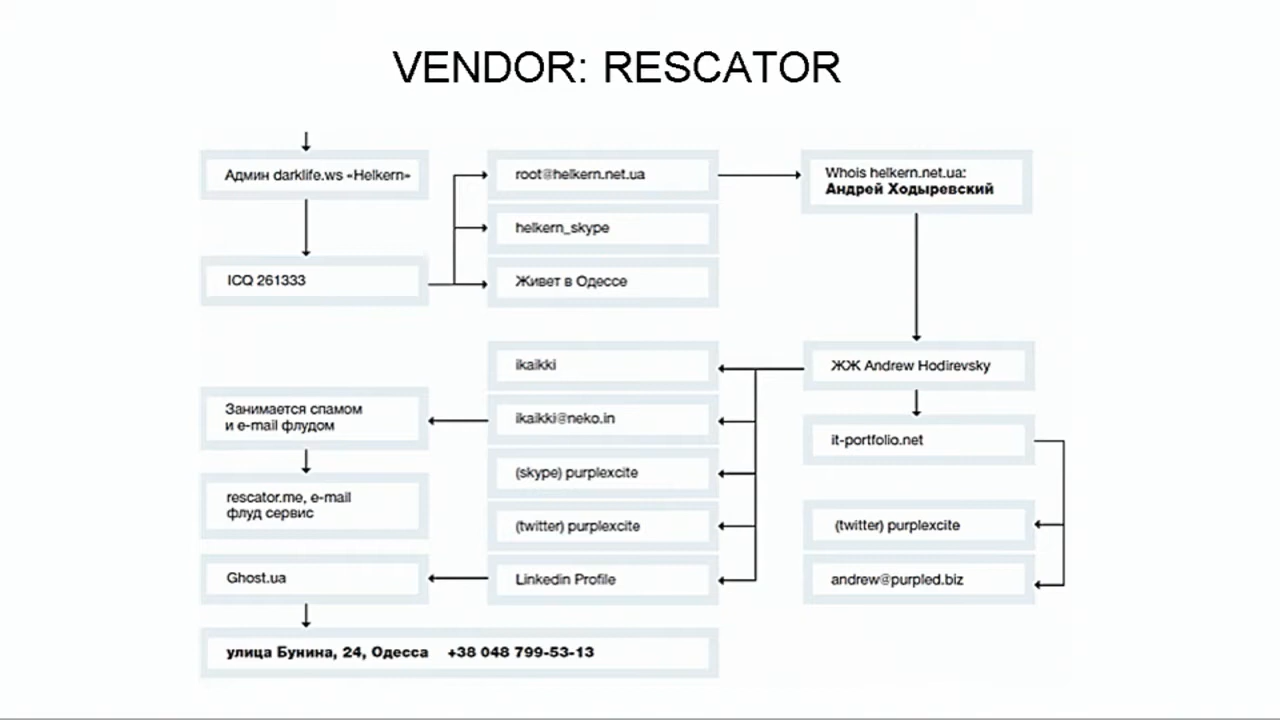 VENDOR: RESCATOR
Админ darklife.ws «Helkern»
root@helkern.net.ua
Whois helkern.net.ua:
Андрей Ходыревский
helkern_skype
ICQ 261333
Живет в Одессе
ikaikki
ЖЖ Andrew Hodirevsky
Занимается спамом
и e-mail флудом
ikaikki@neko.in
it-portfolio.net
(skype) purplexcite
rescator.me, e-mail
флуд сервис
(twitter) purplexcite
(twitter) purplexcite
Ghost.ua
Linkedin Profile
andrew@purpled.biz
улица Бунина, 24, Одесса +38 048 799-53-13